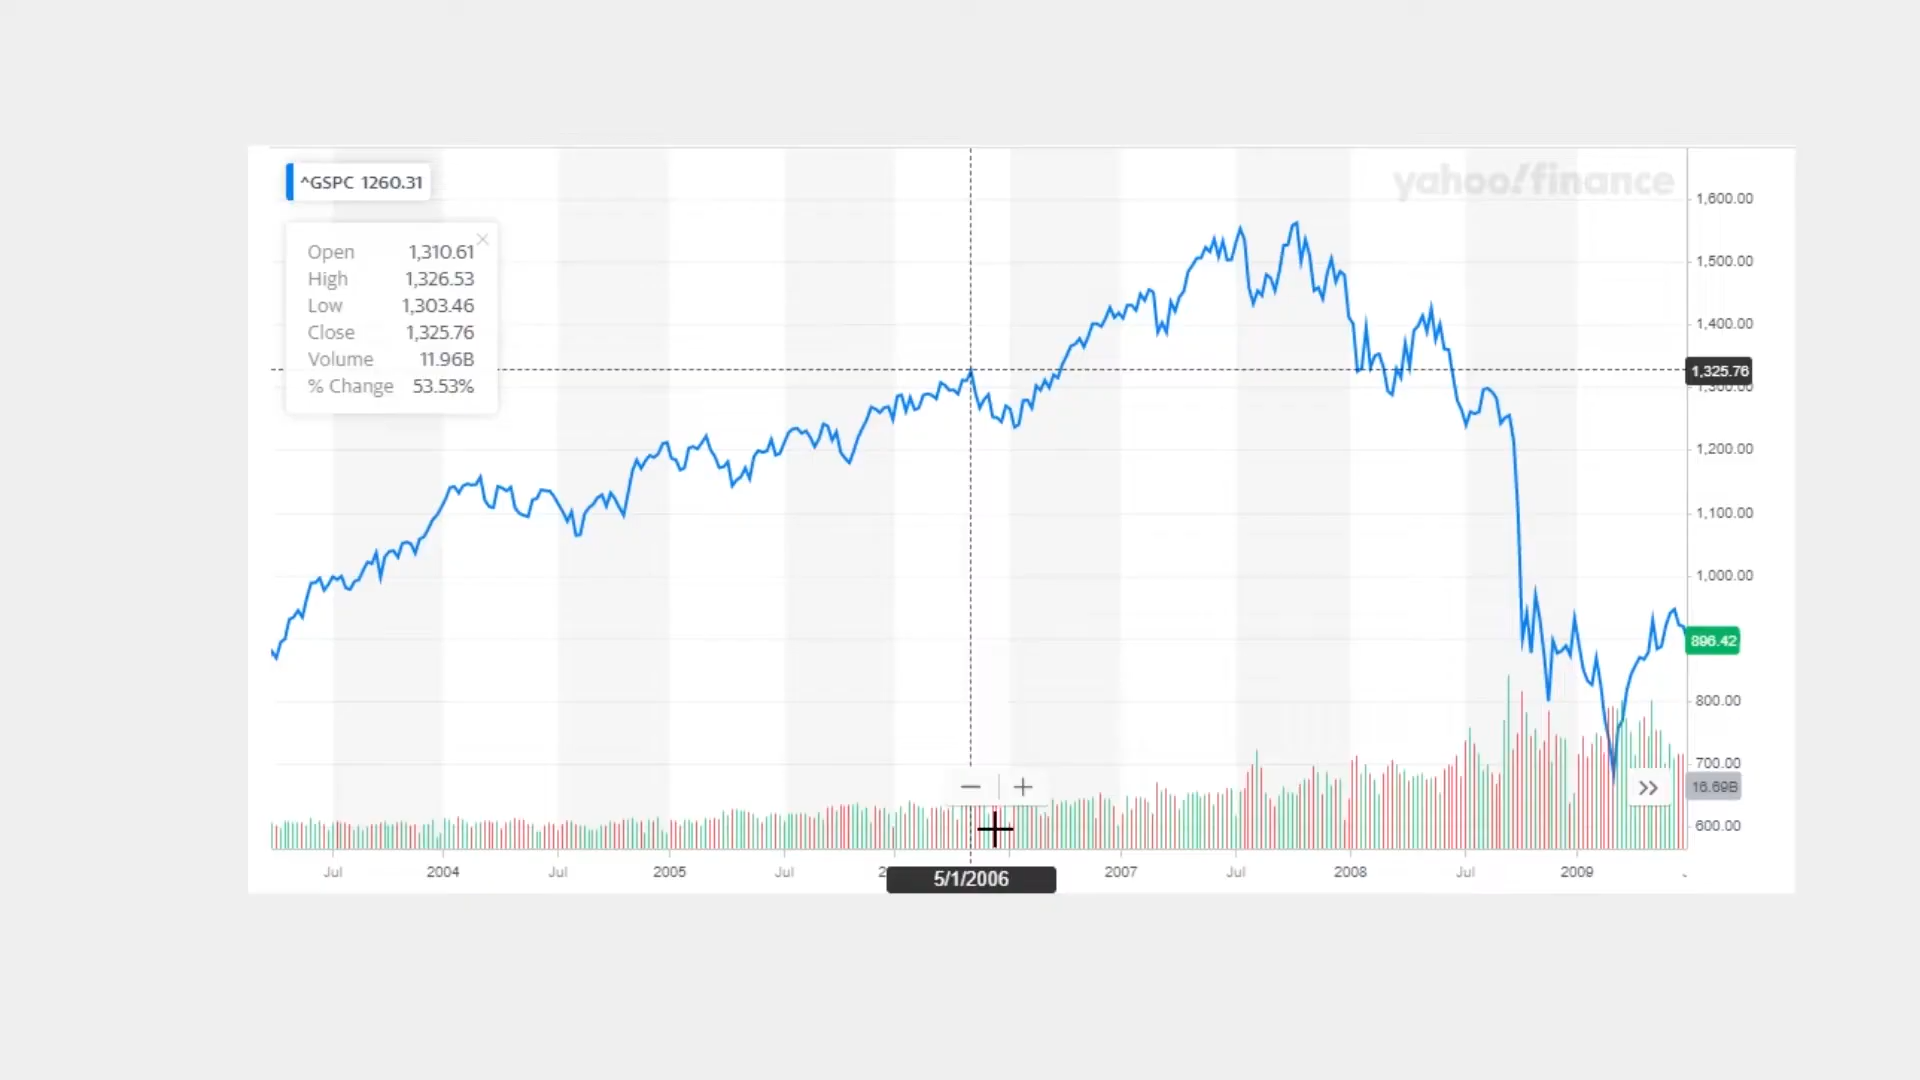 ^GSPC 1260.31
yahoo!finance
Open 1,310.61
High 1,326.53
Low 1,303.46
Close 1,325.76
Volume 11.96B
% Change 53.53%
1,600.00
1,500.00
1,400.00
1,325.76
1,300.00
1,200.00
1,100.00
1,000.00
896.42
800.00
700.00
16.69B
600.00
Jul 2004 Jul 2005 Jul 5/1/2006 2007 Jul 2008 Jul 2009